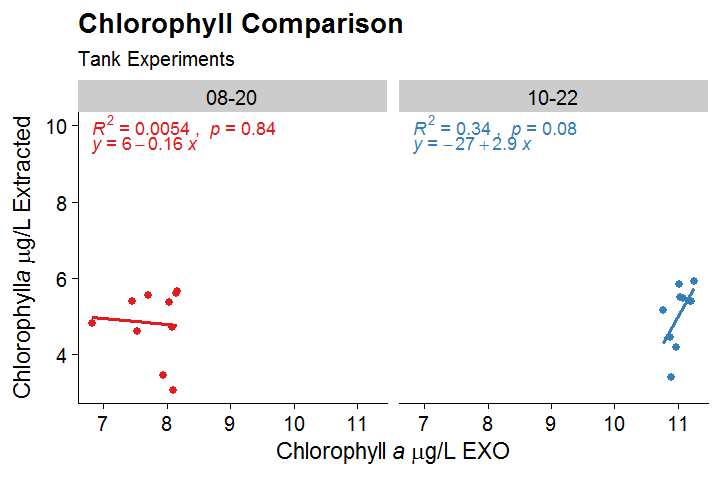 Chlorophyll Comparison
Tank Experiments
08-20
10-22
R² = 0.0054 , p = 0.84
y = 6 − 0.16 x
R² = 0.34 , p = 0.08
y = −27 + 2.9 x
Chlorophylla μg/L Extracted
10
8
6
4
7 8 9 10 11
7 8 9 10 11
Chlorophyll a μg/L EXO